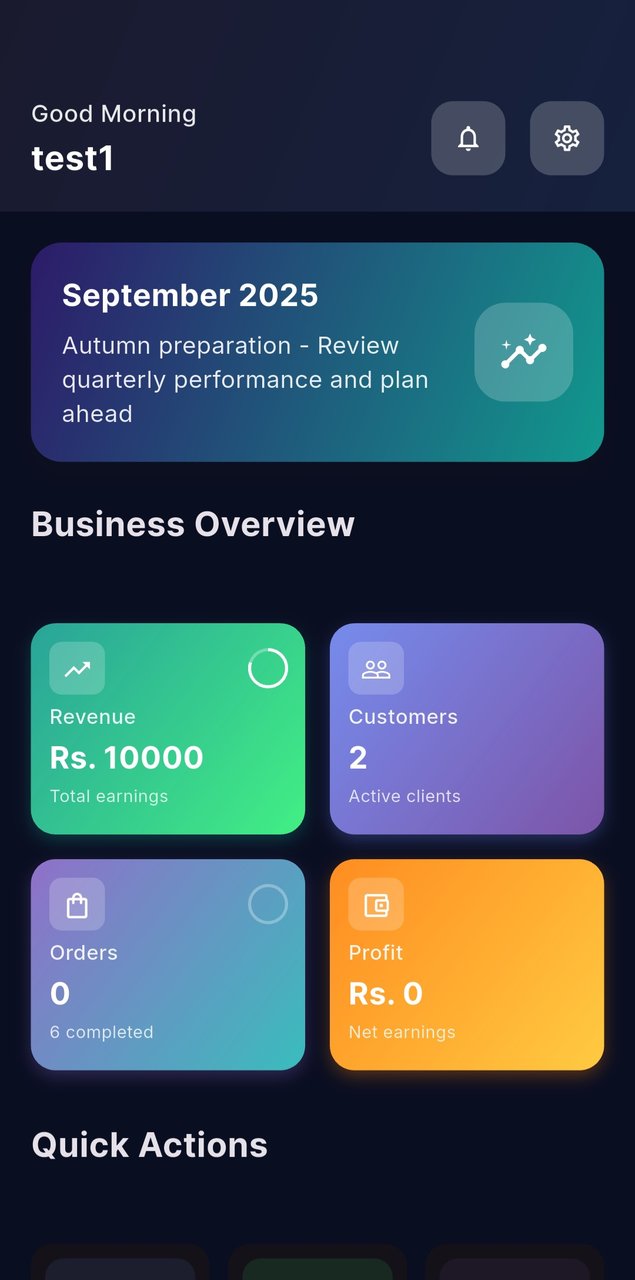 Good Morning
test1
September 2025
Autumn preparation - Review
quarterly performance and plan
ahead
Business Overview
Revenue
Rs. 10000
Total earnings
Customers
2
Active clients
Orders
0
6 completed
Profit
Rs. 0
Net earnings
Quick Actions